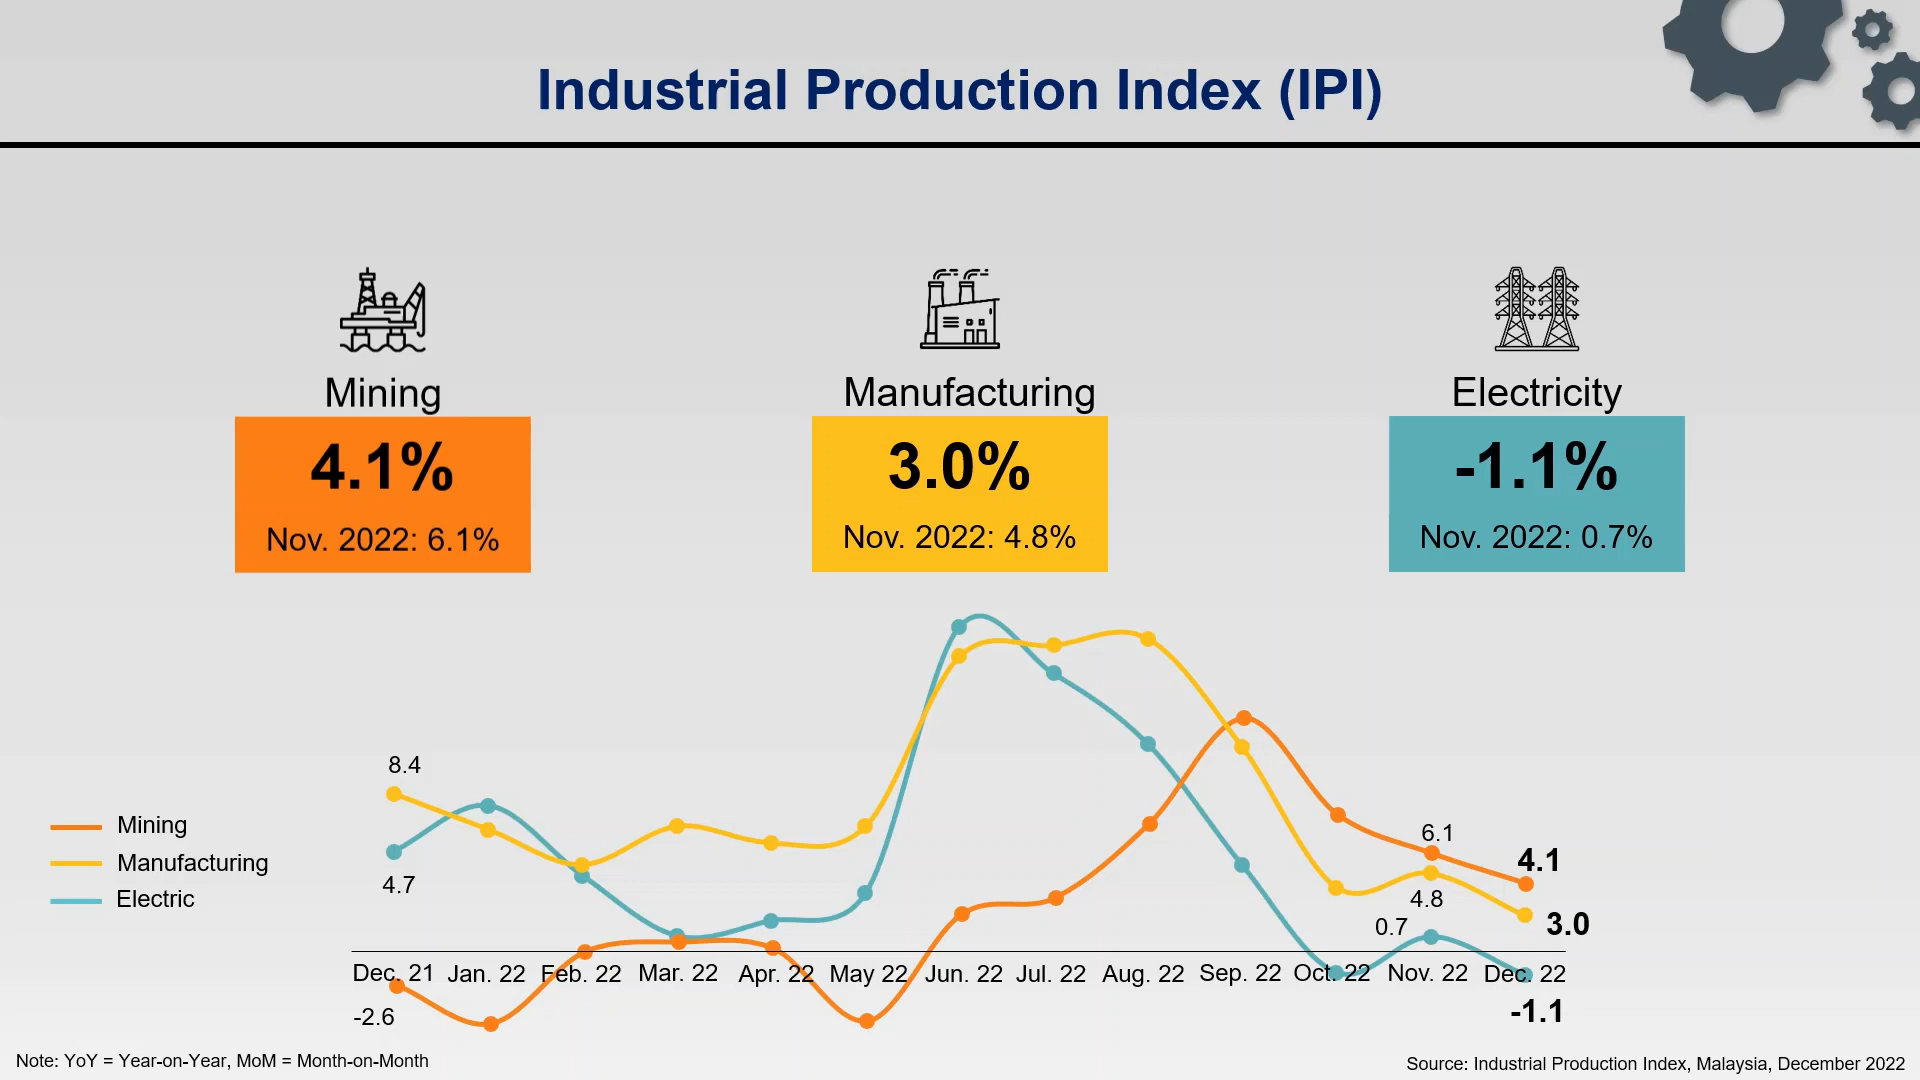 Industrial Production Index (IPI)
Mining
4.1%
Nov. 2022: 6.1%
Manufacturing
3.0%
Nov. 2022: 4.8%
Electricity
-1.1%
Nov. 2022: 0.7%
Mining
Manufacturing
Electric
8.4
4.7
-2.6
6.1
4.1
4.8
3.0
0.7
-1.1
Dec. 21 Jan. 22 Feb. 22 Mar. 22 Apr. 22 May 22 Jun. 22 Jul. 22 Aug. 22 Sep. 22 Oct. 22 Nov. 22 Dec. 22
Note: YoY = Year-on-Year, MoM = Month-on-Month
Source: Industrial Production Index, Malaysia, December 2022